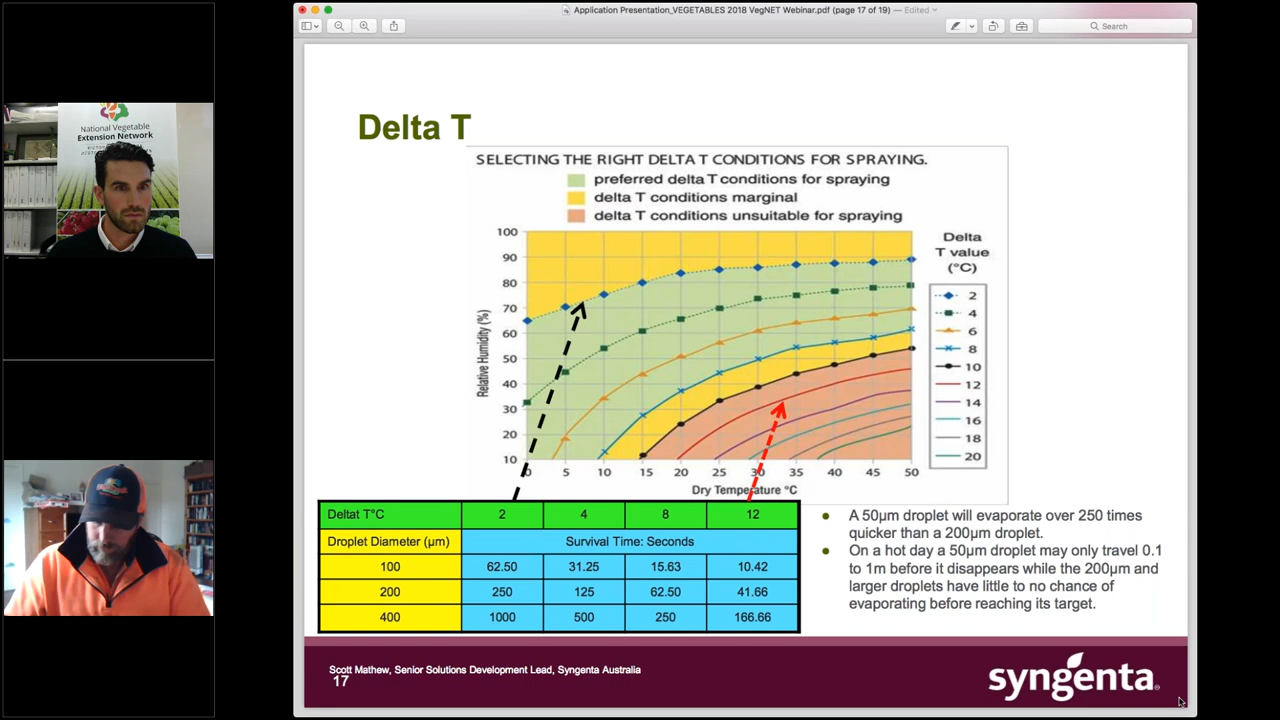 Application Presentation_VEGETABLES 2018 VegNET Webinar.pdf (page 17 of 19) — Edited
Search
National Vegetable
Extension Network
Delta T
SELECTING THE RIGHT DELTA T CONDITIONS FOR SPRAYING.
preferred delta T conditions for spraying
delta T conditions marginal
delta T conditions unsuitable for spraying
Relative Humidity (%)
100
90
80
70
60
50
40
30
20
10
0 5 10 15 20 25 30 35 40 45 50
Dry Temperature °C
Delta
T value
(°C)
2
4
6
8
10
12
14
16
18
20
Deltat T°C 2 4 8 12
Droplet Diameter (µm) Survival Time: Seconds
100 62.50 31.25 15.63 10.42
200 250 125 62.50 41.66
400 1000 500 250 166.66
● A 50µm droplet will evaporate over 250 times
quicker than a 200µm droplet.
● On a hot day a 50µm droplet may only travel 0.1
to 1m before it disappears while the 200µm and
larger droplets have little to no chance of
evaporating before reaching its target.
Scott Mathew, Senior Solutions Development Lead, Syngenta Australia
17
syngenta